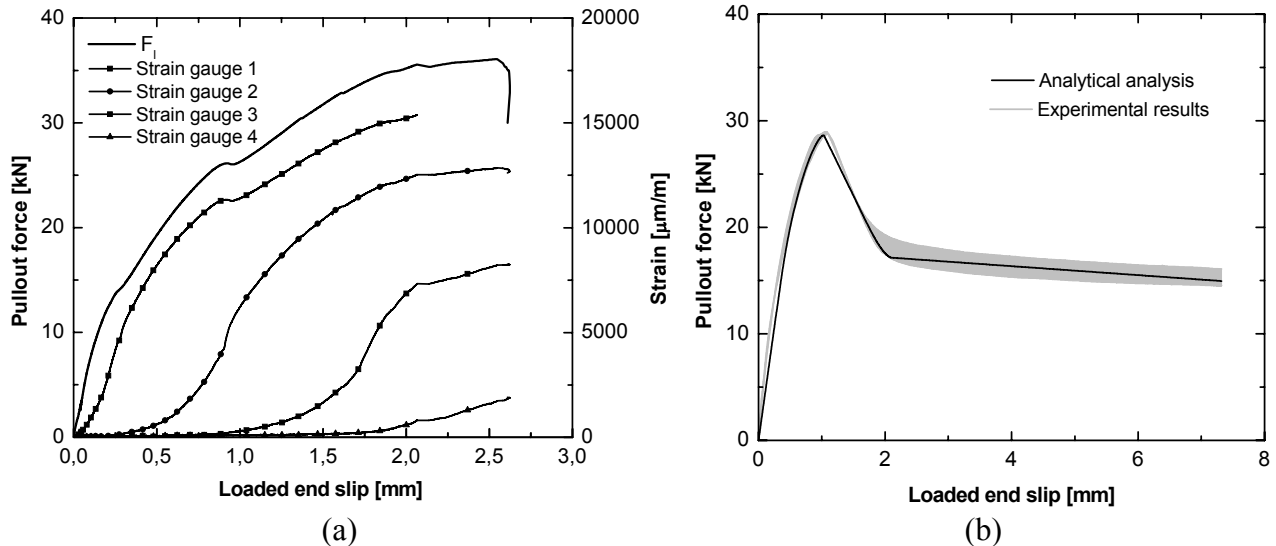 40
30
20
10
0
Pullout force [kN]
F_l
Strain gauge 1
Strain gauge 2
Strain gauge 3
Strain gauge 4
20000
15000
10000
5000
0
Strain [μm/m]
0,0 0,5 1,0 1,5 2,0 2,5 3,0
Loaded end slip [mm]
(a)
40
30
20
10
0
Pullout force [kN]
Analytical analysis
Experimental results
0 2 4 6 8
Loaded end slip [mm]
(b)